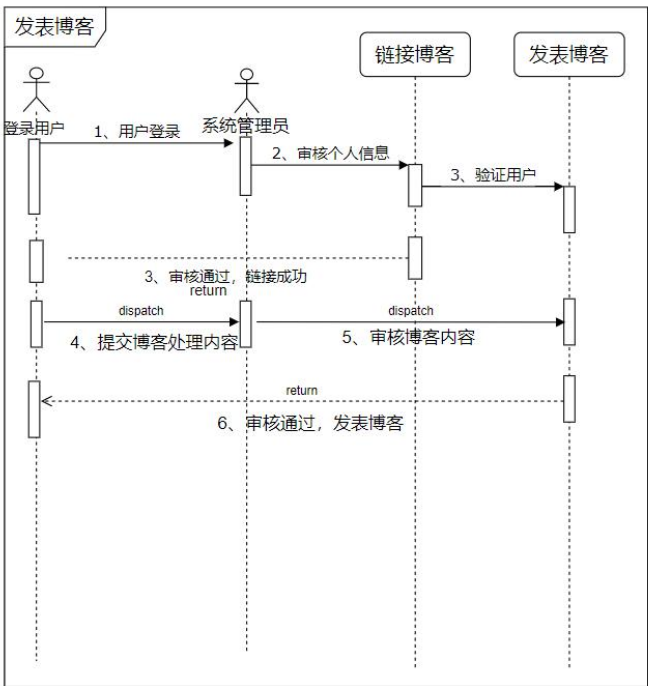 发表博客
链接博客
发表博客
登录用户
系统管理员
1、用户登录
2、审核个人信息
3、验证用户
3、审核通过，链接成功
return
dispatch
dispatch
4、提交博客处理内容
5、审核博客内容
return
6、审核通过，发表博客